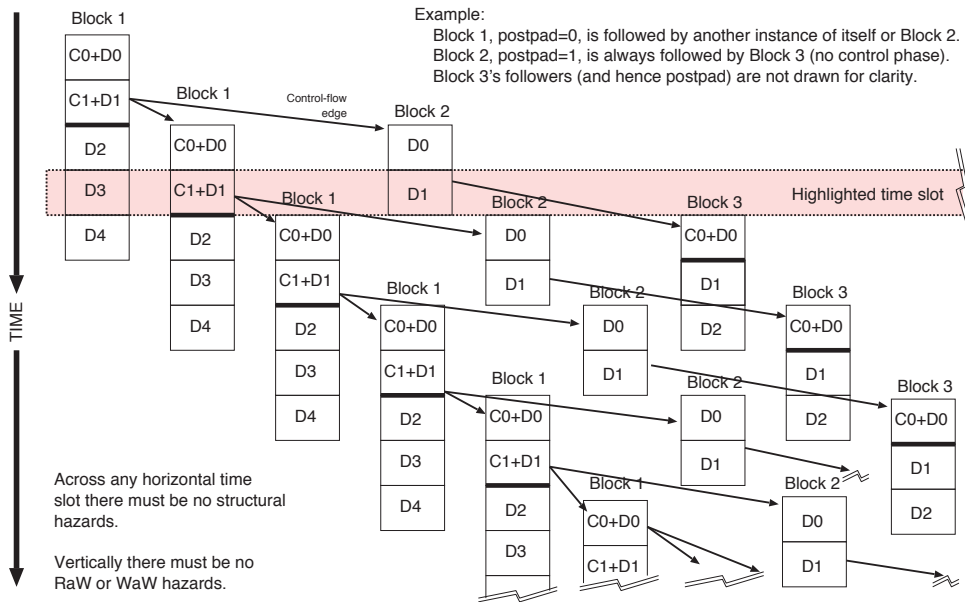 Example:
Block 1, postpad=0, is followed by another instance of itself or Block 2.
Block 2, postpad=1, is always followed by Block 3 (no control phase).
Block 3's followers (and hence postpad) are not drawn for clarity.
Block 1
C0+D0
C1+D1
D2
D3
D4
Block 1
C0+D0
C1+D1
D2
D3
D4
Control-flow
edge
Block 2
D0
D1
Highlighted time slot
Block 1
C0+D0
C1+D1
D2
D3
D4
Block 2
D0
D1
Block 3
C0+D0
D1
D2
Block 1
C0+D0
C1+D1
D2
D3
D4
Block 2
D0
D1
Block 3
C0+D0
D1
D2
Block 1
C0+D0
C1+D1
D2
D3
Block 2
D0
D1
Block 3
C0+D0
D1
D2
Block 1
C0+D0
C1+D1
Block 2
D0
D1
TIME
Across any horizontal time
slot there must be no structural
hazards.
Vertically there must be no
RaW or WaW hazards.